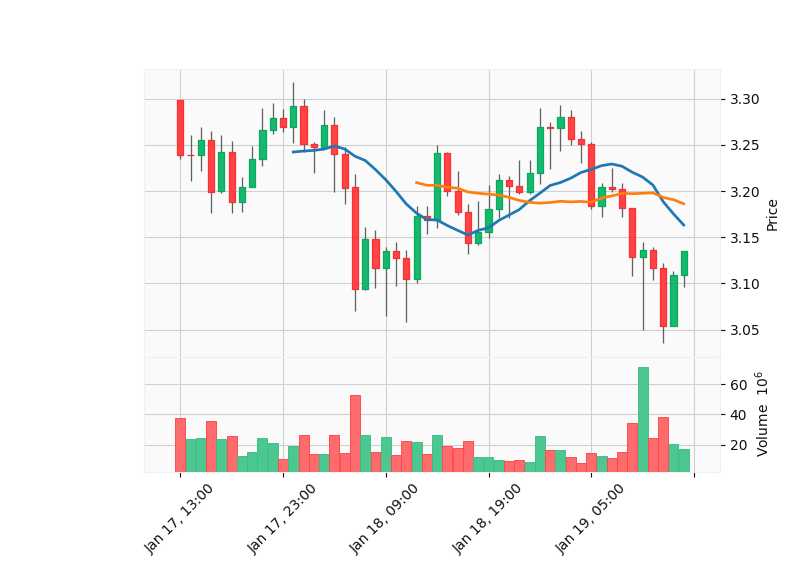 3.30
3.25
3.20
3.15
3.10
3.05
Price
60
40
20
Volume 10^6
Jan 17, 13:00
Jan 17, 23:00
Jan 18, 09:00
Jan 18, 19:00
Jan 19, 05:00